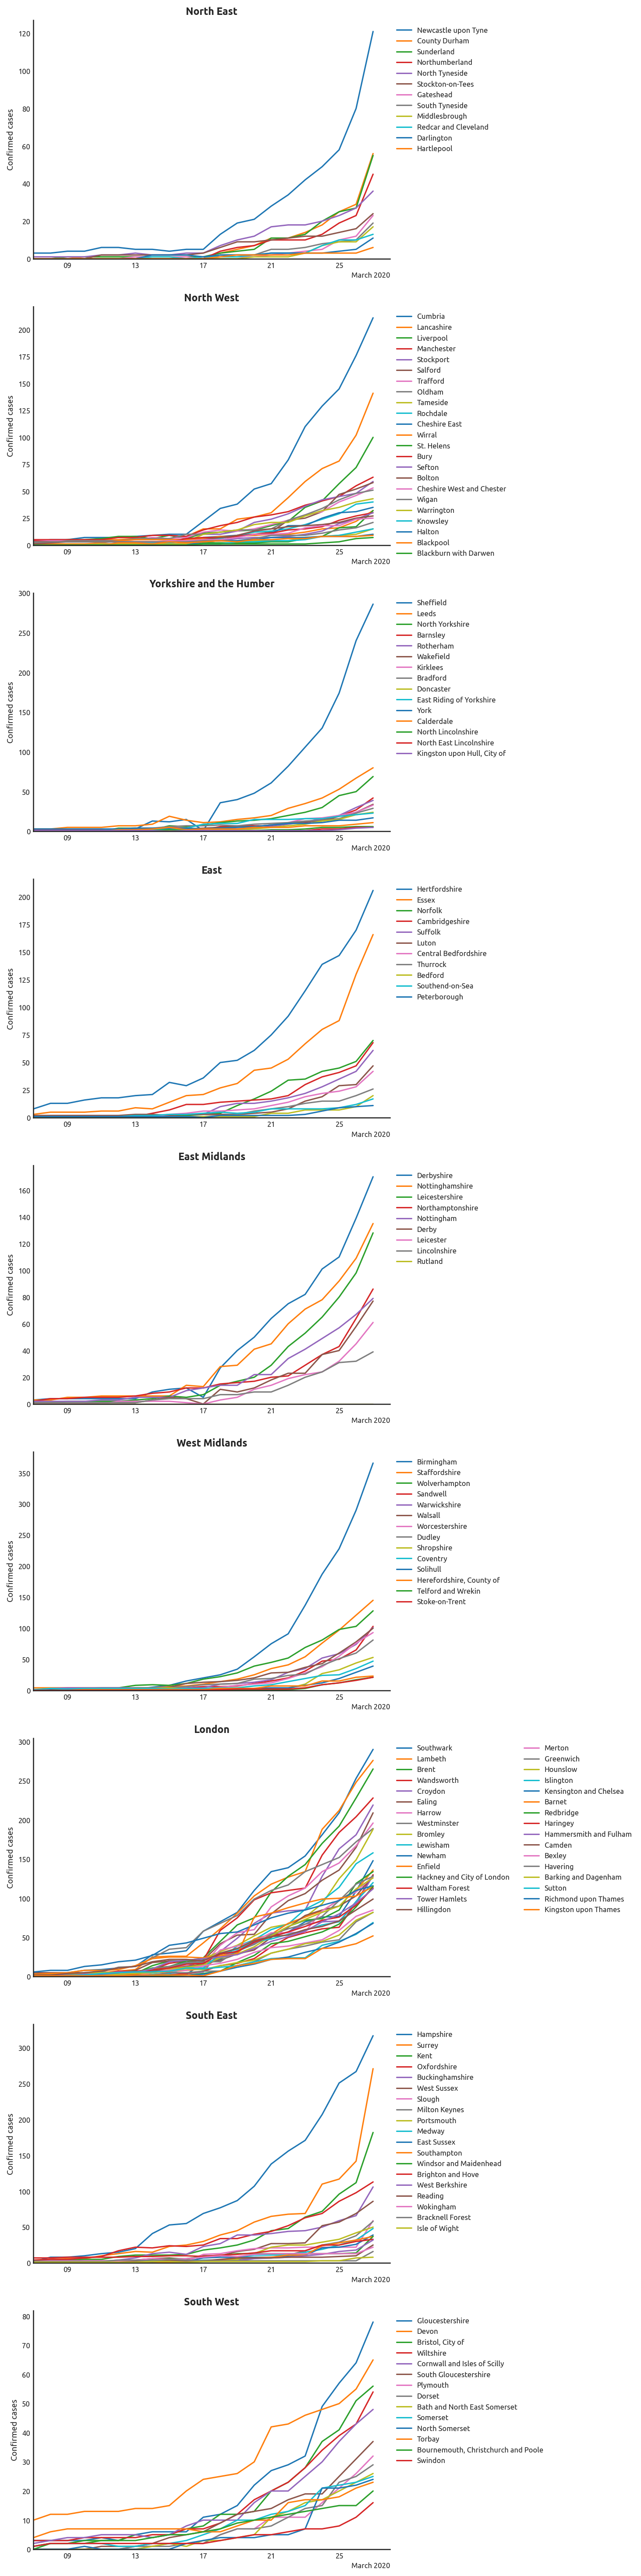 North East
Confirmed cases
0
20
40
60
80
100
120
09
13
17
21
25
March 2020
Newcastle upon Tyne
County Durham
Sunderland
Northumberland
North Tyneside
Stockton-on-Tees
Gateshead
South Tyneside
Middlesbrough
Redcar and Cleveland
Darlington
Hartlepool
North West
Confirmed cases
0
25
50
75
100
125
150
175
200
09
13
17
21
25
March 2020
Cumbria
Lancashire
Liverpool
Manchester
Stockport
Salford
Trafford
Oldham
Tameside
Rochdale
Cheshire East
Wirral
St. Helens
Bury
Sefton
Bolton
Cheshire West and Chester
Wigan
Warrington
Knowsley
Halton
Blackpool
Blackburn with Darwen
Yorkshire and the Humber
Confirmed cases
0
50
100
150
200
250
300
09
13
17
21
25
March 2020
Sheffield
Leeds
North Yorkshire
Barnsley
Rotherham
Wakefield
Kirklees
Bradford
Doncaster
East Riding of Yorkshire
York
Calderdale
North Lincolnshire
North East Lincolnshire
Kingston upon Hull, City of
East
Confirmed cases
0
25
50
75
100
125
150
175
200
09
13
17
21
25
March 2020
Hertfordshire
Essex
Norfolk
Cambridgeshire
Suffolk
Luton
Central Bedfordshire
Thurrock
Bedford
Southend-on-Sea
Peterborough
East Midlands
Confirmed cases
0
20
40
60
80
100
120
140
160
09
13
17
21
25
March 2020
Derbyshire
Nottinghamshire
Leicestershire
Northamptonshire
Nottingham
Derby
Leicester
Lincolnshire
Rutland
West Midlands
Confirmed cases
0
50
100
150
200
250
300
350
09
13
17
21
25
March 2020
Birmingham
Staffordshire
Wolverhampton
Sandwell
Warwickshire
Walsall
Worcestershire
Dudley
Shropshire
Coventry
Solihull
Herefordshire, County of
Telford and Wrekin
Stoke-on-Trent
London
Confirmed cases
0
50
100
150
200
250
300
09
13
17
21
25
March 2020
Southwark
Lambeth
Brent
Wandsworth
Croydon
Ealing
Harrow
Westminster
Bromley
Lewisham
Newham
Enfield
Hackney and City of London
Waltham Forest
Tower Hamlets
Hillingdon
Merton
Greenwich
Hounslow
Islington
Kensington and Chelsea
Barnet
Redbridge
Haringey
Hammersmith and Fulham
Camden
Bexley
Havering
Barking and Dagenham
Sutton
Richmond upon Thames
Kingston upon Thames
South East
Confirmed cases
0
50
100
150
200
250
300
09
13
17
21
25
March 2020
Hampshire
Surrey
Kent
Oxfordshire
Buckinghamshire
West Sussex
Slough
Milton Keynes
Portsmouth
Medway
East Sussex
Southampton
Windsor and Maidenhead
Brighton and Hove
West Berkshire
Reading
Wokingham
Bracknell Forest
Isle of Wight
South West
Confirmed cases
0
10
20
30
40
50
60
70
80
09
13
17
21
25
March 2020
Gloucestershire
Devon
Bristol, City of
Wiltshire
Cornwall and Isles of Scilly
South Gloucestershire
Plymouth
Dorset
Bath and North East Somerset
Somerset
North Somerset
Torbay
Bournemouth, Christchurch and Poole
Swindon